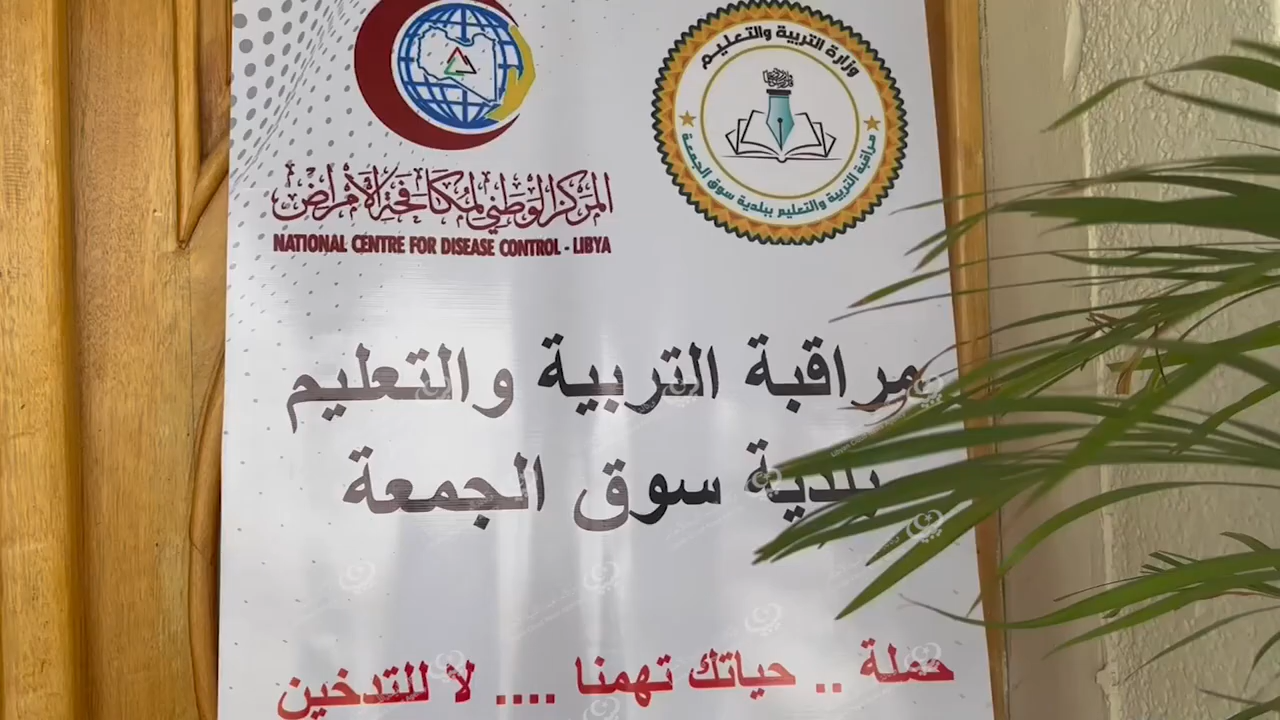 المركز الوطني لمكافحة الأمراض
NATIONAL CENTRE FOR DISEASE CONTROL - LIBYA
وزارة التربية والتعليم
مراقبة التربية والتعليم ببلدية سوق الجمعة
مراقبة التربية والتعليم
بلدية سوق الجمعة
حملة .. حياتك تهمنا .... لا للتدخين